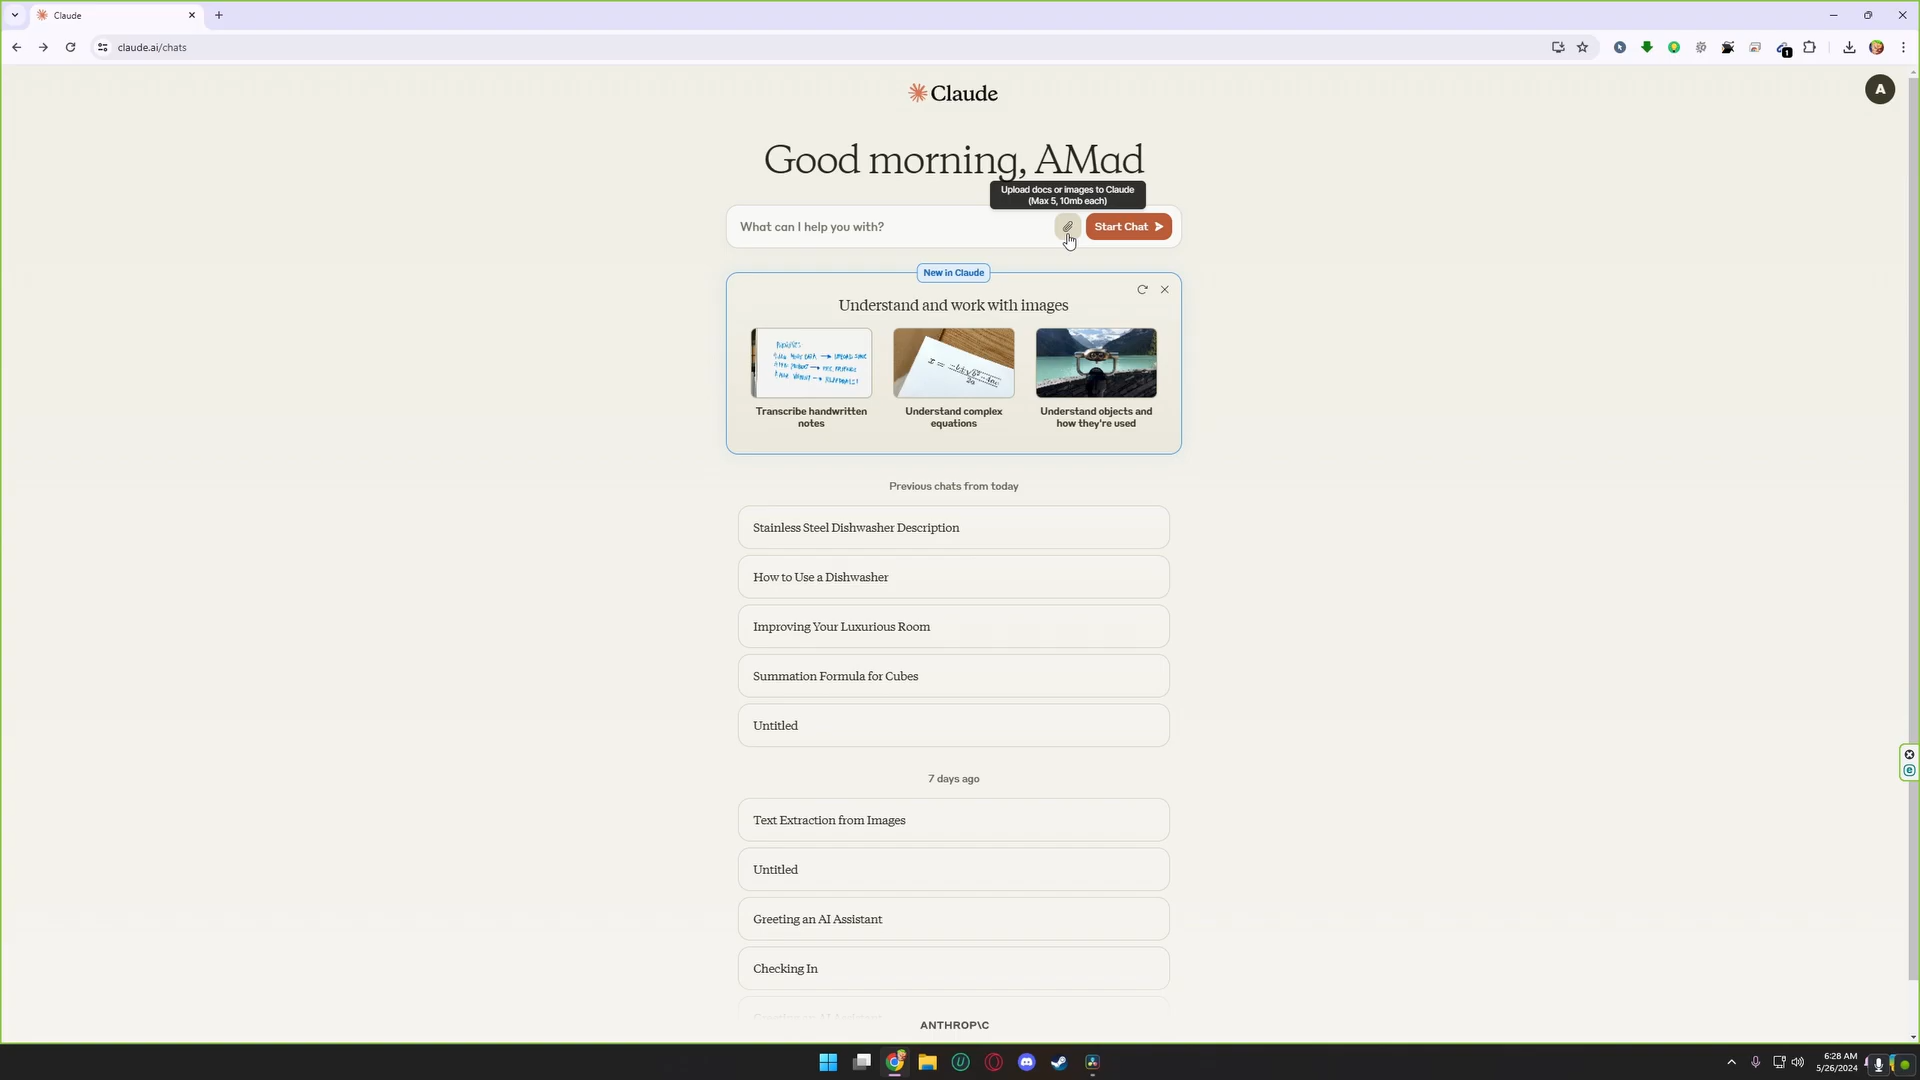 Claude
claude.ai/chats
1
Claude
A
Good morning, AMad
Upload docs or images to Claude
(Max 5, 10mb each)
What can I help you with?
Start Chat
New in Claude
Understand and work with images
Transcribe handwritten
notes
Understand complex
equations
Understand objects and
how they're used
Previous chats from today
Stainless Steel Dishwasher Description
How to Use a Dishwasher
Improving Your Luxurious Room
Summation Formula for Cubes
Untitled
7 days ago
Text Extraction from Images
Untitled
Greeting an AI Assistant
Checking In
ANTHROP\C
6:28 AM
5/26/2024